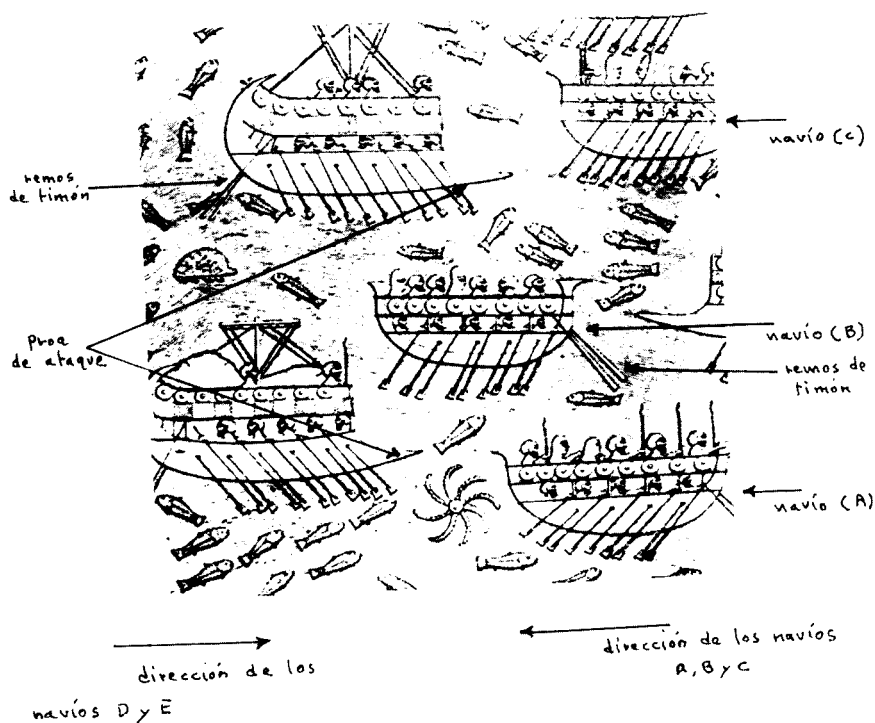 navío (C)
remos
de timón
Proa
de ataque
navío (B)
remos de
timón
navío (A)
dirección de los
navíos D y E
dirección de los navíos
A, B y C